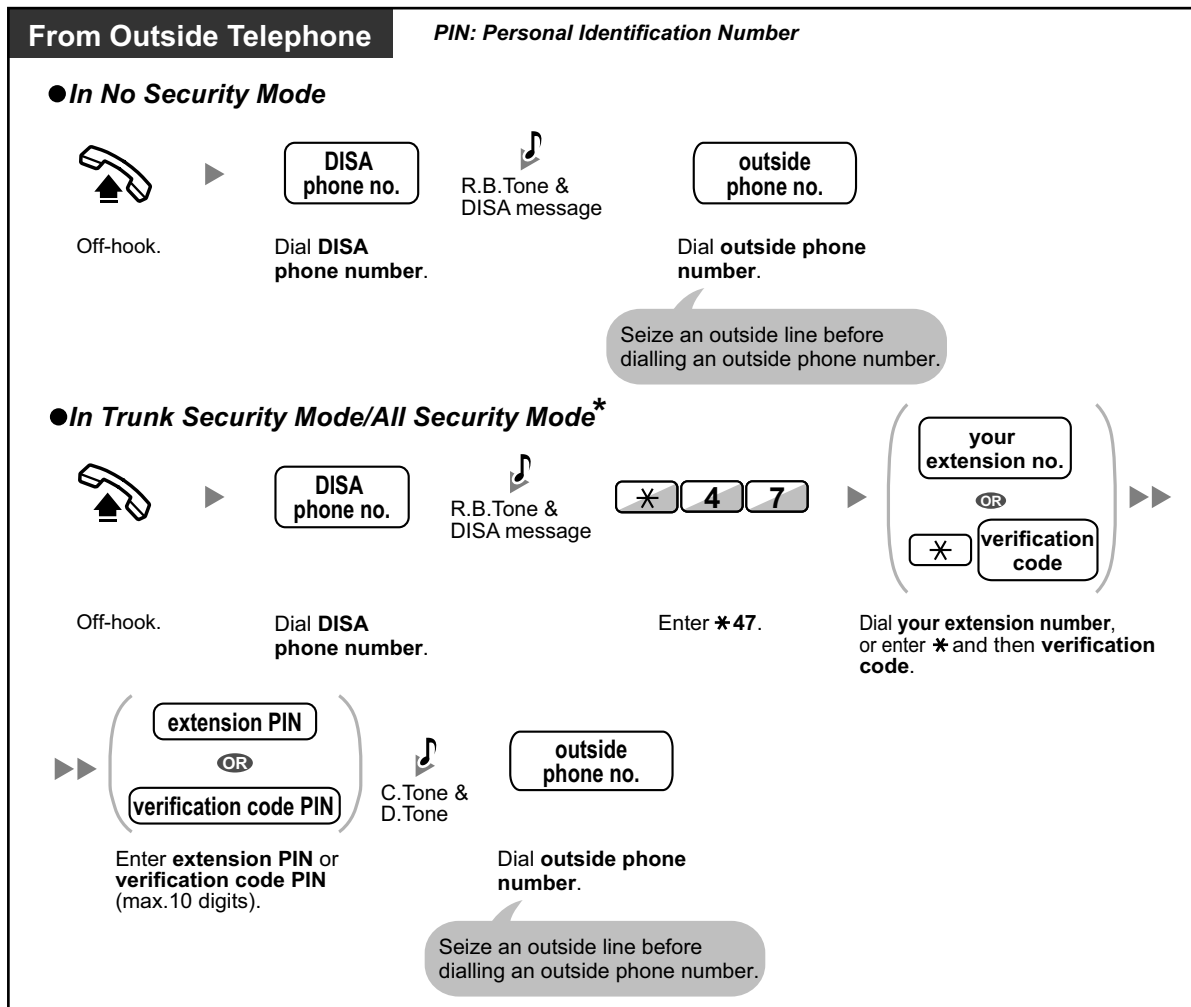 From Outside Telephone
PIN: Personal Identification Number
●In No Security Mode
DISA
phone no.
R.B.Tone &
DISA message
outside
phone no.
Off-hook.
Dial DISA
phone number.
Dial outside phone
number.
Seize an outside line before
dialling an outside phone number.
●In Trunk Security Mode/All Security Mode*
DISA
phone no.
R.B.Tone &
DISA message
* 4 7
your
extension no.
OR
* verification
code
Off-hook.
Dial DISA
phone number.
Enter *47.
Dial your extension number,
or enter * and then verification
code.
extension PIN
OR
verification code PIN
C.Tone &
D.Tone
outside
phone no.
Enter extension PIN or
verification code PIN
(max.10 digits).
Dial outside phone
number.
Seize an outside line before
dialling an outside phone number.